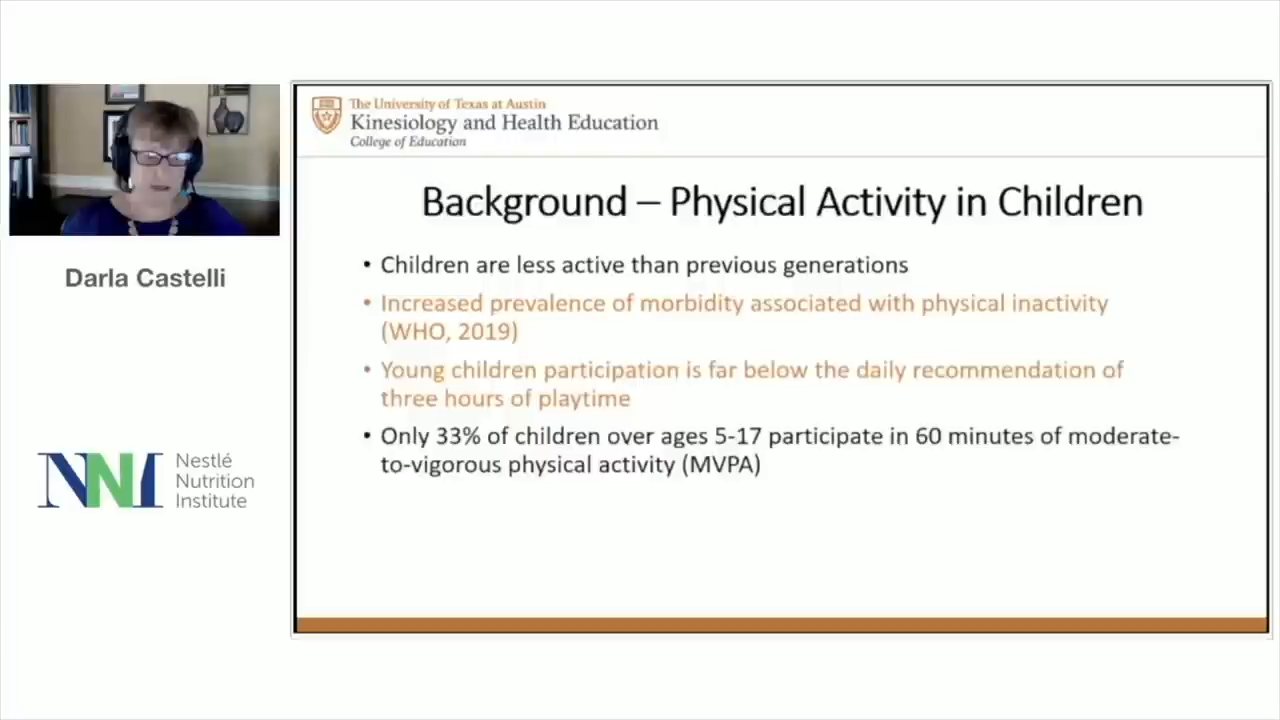 The University of Texas at Austin
Kinesiology and Health Education
College of Education
Background – Physical Activity in Children
• Children are less active than previous generations
• Increased prevalence of morbidity associated with physical inactivity
(WHO, 2019)
• Young children participation is far below the daily recommendation of
three hours of playtime
• Only 33% of children over ages 5-17 participate in 60 minutes of moderate-
to-vigorous physical activity (MVPA)
Darla Castelli
NNI
Nestlé
Nutrition
Institute